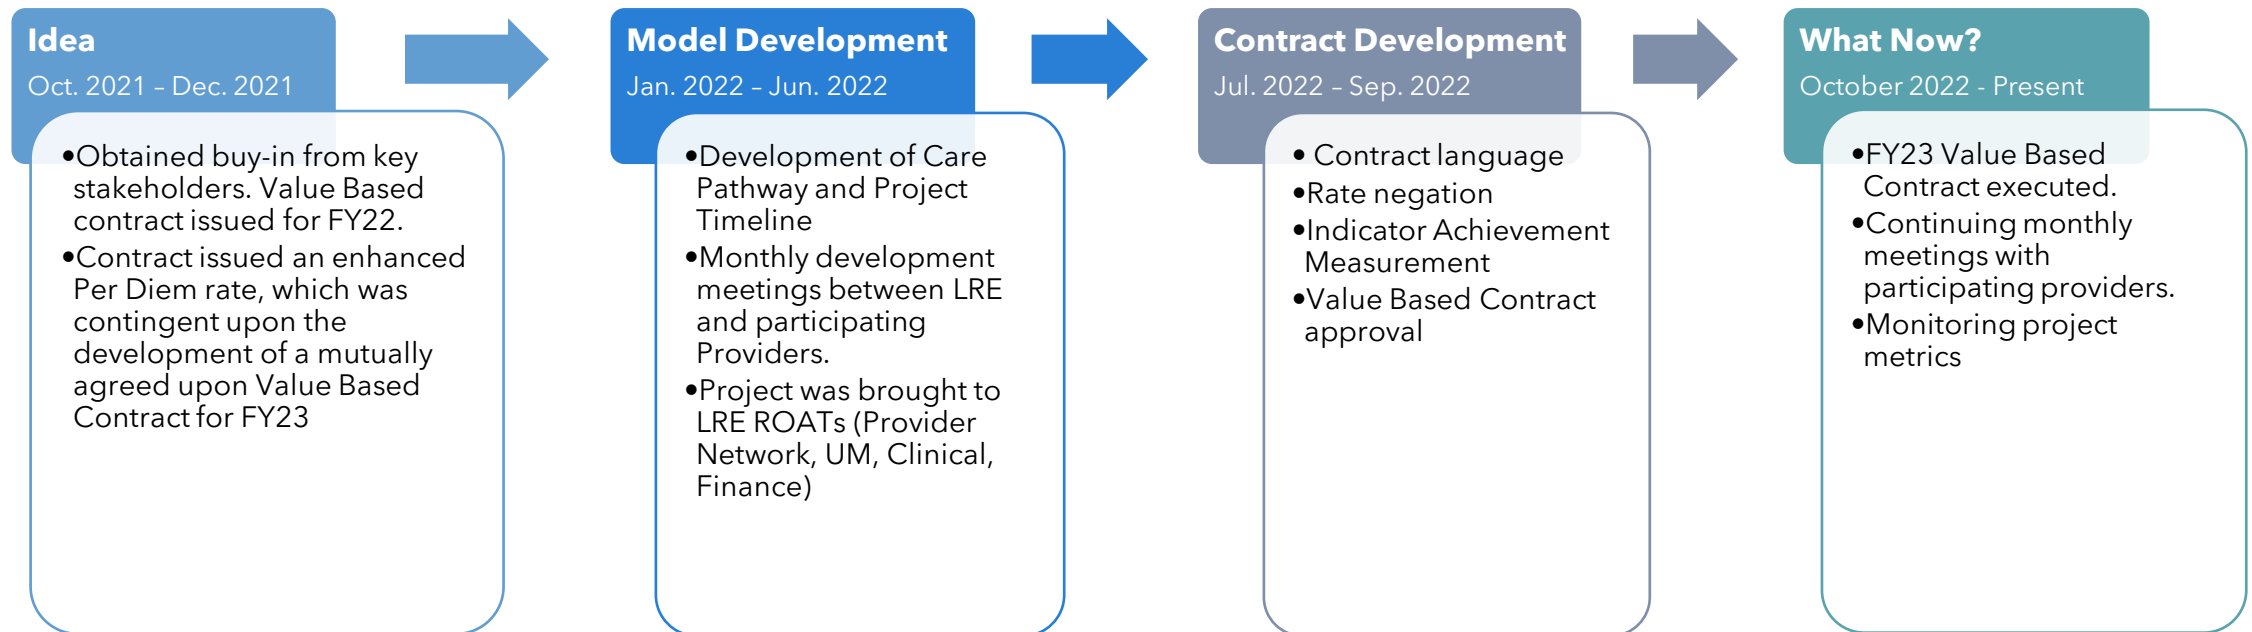 Idea
Oct. 2021 – Dec. 2021
•Obtained buy-in from key
stakeholders. Value Based
contract issued for FY22.
•Contract issued an enhanced
Per Diem rate, which was
contingent upon the
development of a mutually
agreed upon Value Based
Contract for FY23
Model Development
Jan. 2022 – Jun. 2022
•Development of Care
Pathway and Project
Timeline
•Monthly development
meetings between LRE
and participating
Providers.
•Project was brought to
LRE ROATs (Provider
Network, UM, Clinical,
Finance)
Contract Development
Jul. 2022 – Sep. 2022
• Contract language
•Rate negation
•Indicator Achievement
Measurement
•Value Based Contract
approval
What Now?
October 2022 - Present
•FY23 Value Based
Contract executed.
•Continuing monthly
meetings with
participating providers.
•Monitoring project
metrics